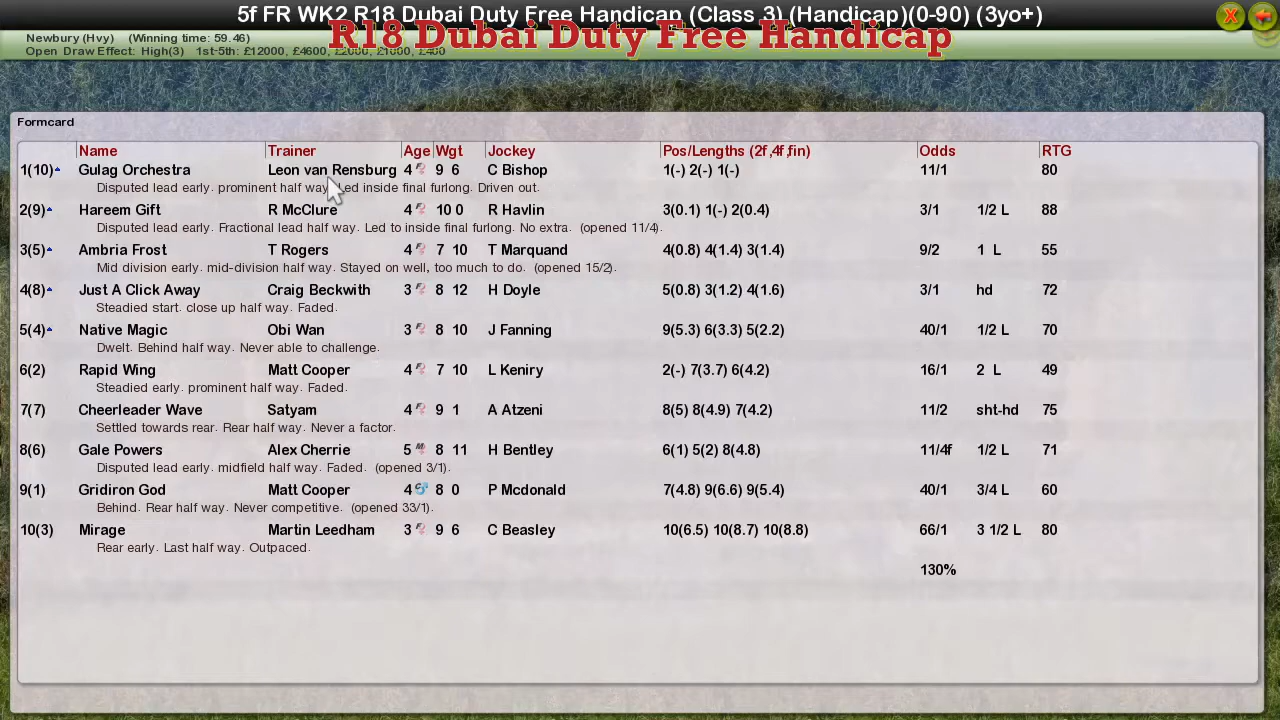 5f FR WK2 R18 Dubai Duty Free Handicap (Class 3) (Handicap)(0-90) (3yo+)
R18 Dubai Duty Free Handicap
Newbury (Hvy) (Winning time: 59.46)
Open Draw Effect: High(3) 1st-5th: £12000, £4600, £2000, £1000, £400
Formcard
Name Trainer Age Wgt Jockey Pos/Lengths (2f,4f,fin) Odds RTG
1(10) Gulag Orchestra Leon van Rensburg 4 9 6 C Bishop 1(-) 2(-) 1(-) 11/1 80
Disputed lead early. prominent half way. Led inside final furlong. Driven out.
2(9) Hareem Gift R McClure 4 10 0 R Havlin 3(0.1) 1(-) 2(0.4) 3/1 1/2 L 88
Disputed lead early. Fractional lead half way. Led to inside final furlong. No extra. (opened 11/4).
3(5) Ambria Frost T Rogers 4 7 10 T Marquand 4(0.8) 4(1.4) 3(1.4) 9/2 1 L 55
Mid division early. mid-division half way. Stayed on well, too much to do. (opened 15/2).
4(8) Just A Click Away Craig Beckwith 3 8 12 H Doyle 5(0.8) 3(1.2) 4(1.6) 3/1 hd 72
Steadied start. close up half way. Faded.
5(4) Native Magic Obi Wan 3 8 10 J Fanning 9(5.3) 6(3.3) 5(2.2) 40/1 1/2 L 70
Dwelt. Behind half way. Never able to challenge.
6(2) Rapid Wing Matt Cooper 4 7 10 L Keniry 2(-) 7(3.7) 6(4.2) 16/1 2 L 49
Steadied early. prominent half way. Faded.
7(7) Cheerleader Wave Satyam 4 9 1 A Atzeni 8(5) 8(4.9) 7(4.2) 11/2 sht-hd 75
Settled towards rear. Rear half way. Never a factor.
8(6) Gale Powers Alex Cherrie 5 8 11 H Bentley 6(1) 5(2) 8(4.8) 11/4f 1/2 L 71
Disputed lead early. midfield half way. Faded. (opened 3/1).
9(1) Gridiron God Matt Cooper 4 8 0 P Mcdonald 7(4.8) 9(6.6) 9(5.4) 40/1 3/4 L 60
Behind. Rear half way. Never competitive. (opened 33/1).
10(3) Mirage Martin Leedham 3 9 6 C Beasley 10(6.5) 10(8.7) 10(8.8) 66/1 3 1/2 L 80
Rear early. Last half way. Outpaced.
130%